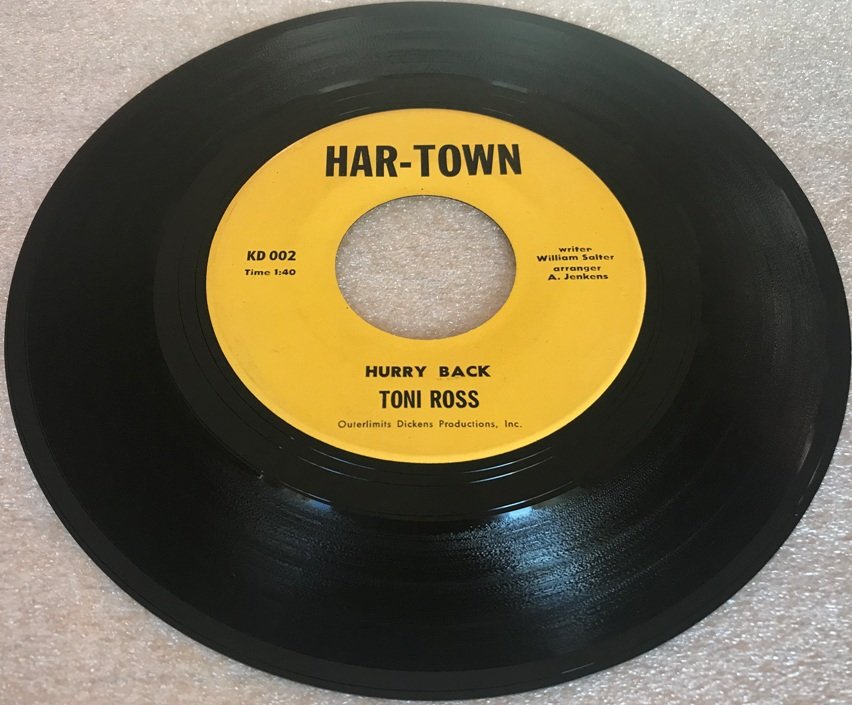 HAR-TOWN
KD 002
Time 1:40
writer
William Salter
arranger
A. Jenkens
HURRY BACK
TONI ROSS
Outerlimits Dickens Productions, Inc.